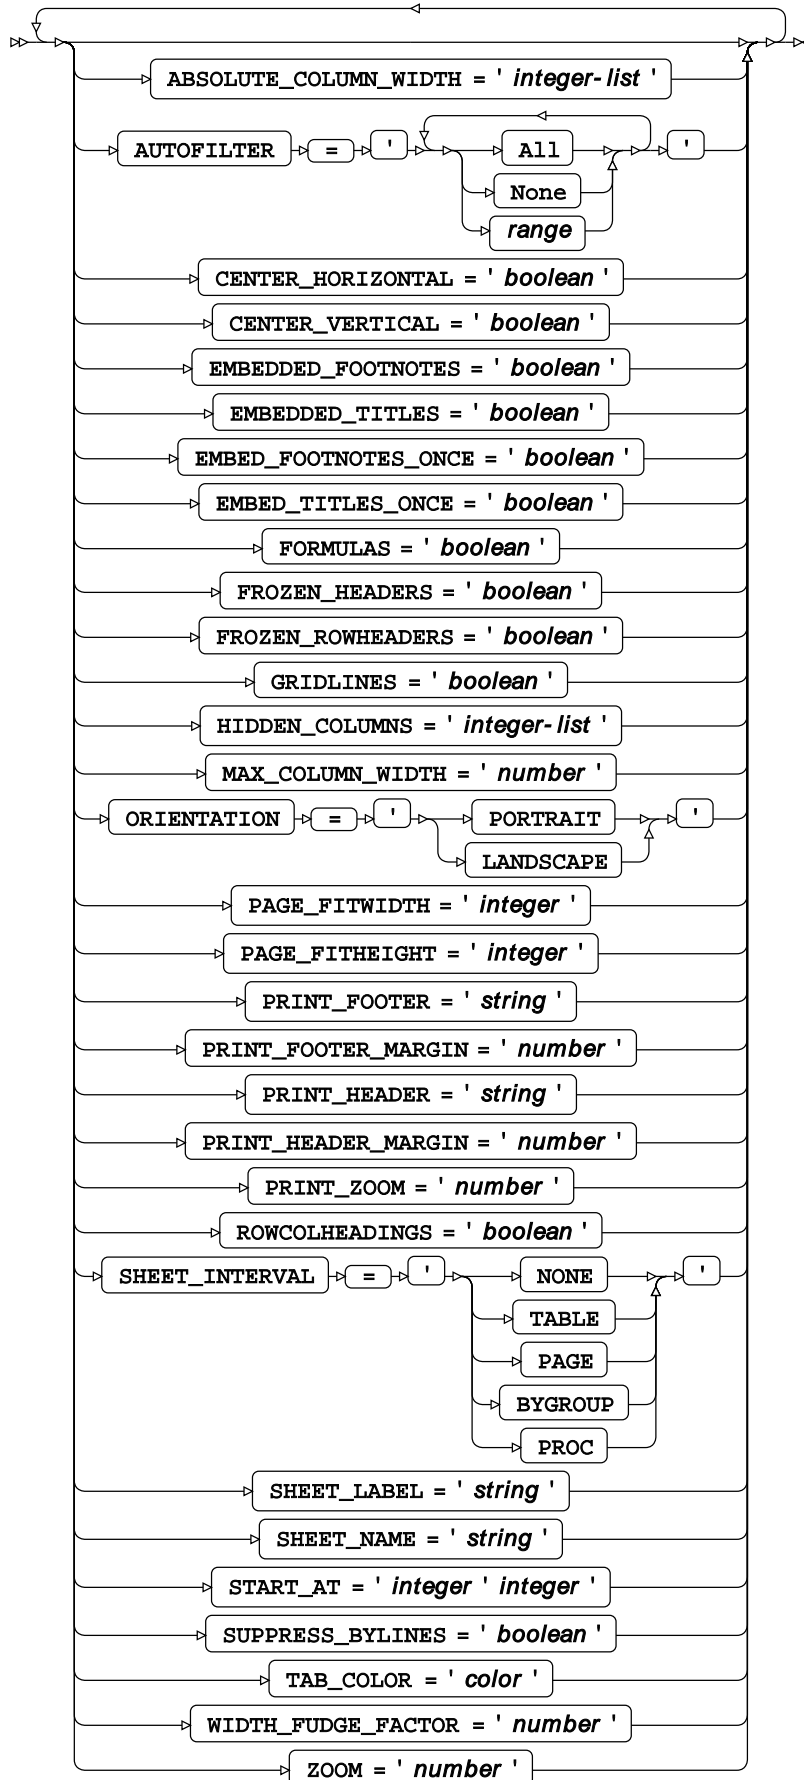 ABSOLUTE_COLUMN_WIDTH = ' integer-list '
AUTOFILTER = ' All '
None
range
CENTER_HORIZONTAL = ' boolean '
CENTER_VERTICAL = ' boolean '
EMBEDDED_FOOTNOTES = ' boolean '
EMBEDDED_TITLES = ' boolean '
EMBED_FOOTNOTES_ONCE = ' boolean '
EMBED_TITLES_ONCE = ' boolean '
FORMULAS = ' boolean '
FROZEN_HEADERS = ' boolean '
FROZEN_ROWHEADERS = ' boolean '
GRIDLINES = ' boolean '
HIDDEN_COLUMNS = ' integer-list '
MAX_COLUMN_WIDTH = ' number '
ORIENTATION = ' PORTRAIT '
LANDSCAPE
PAGE_FITWIDTH = ' integer '
PAGE_FITHEIGHT = ' integer '
PRINT_FOOTER = ' string '
PRINT_FOOTER_MARGIN = ' number '
PRINT_HEADER = ' string '
PRINT_HEADER_MARGIN = ' number '
PRINT_ZOOM = ' number '
ROWCOLHEADINGS = ' boolean '
SHEET_INTERVAL = ' NONE '
TABLE
PAGE
BYGROUP
PROC
SHEET_LABEL = ' string '
SHEET_NAME = ' string '
START_AT = ' integer ' integer '
SUPPRESS_BYLINES = ' boolean '
TAB_COLOR = ' color '
WIDTH_FUDGE_FACTOR = ' number '
ZOOM = ' number '